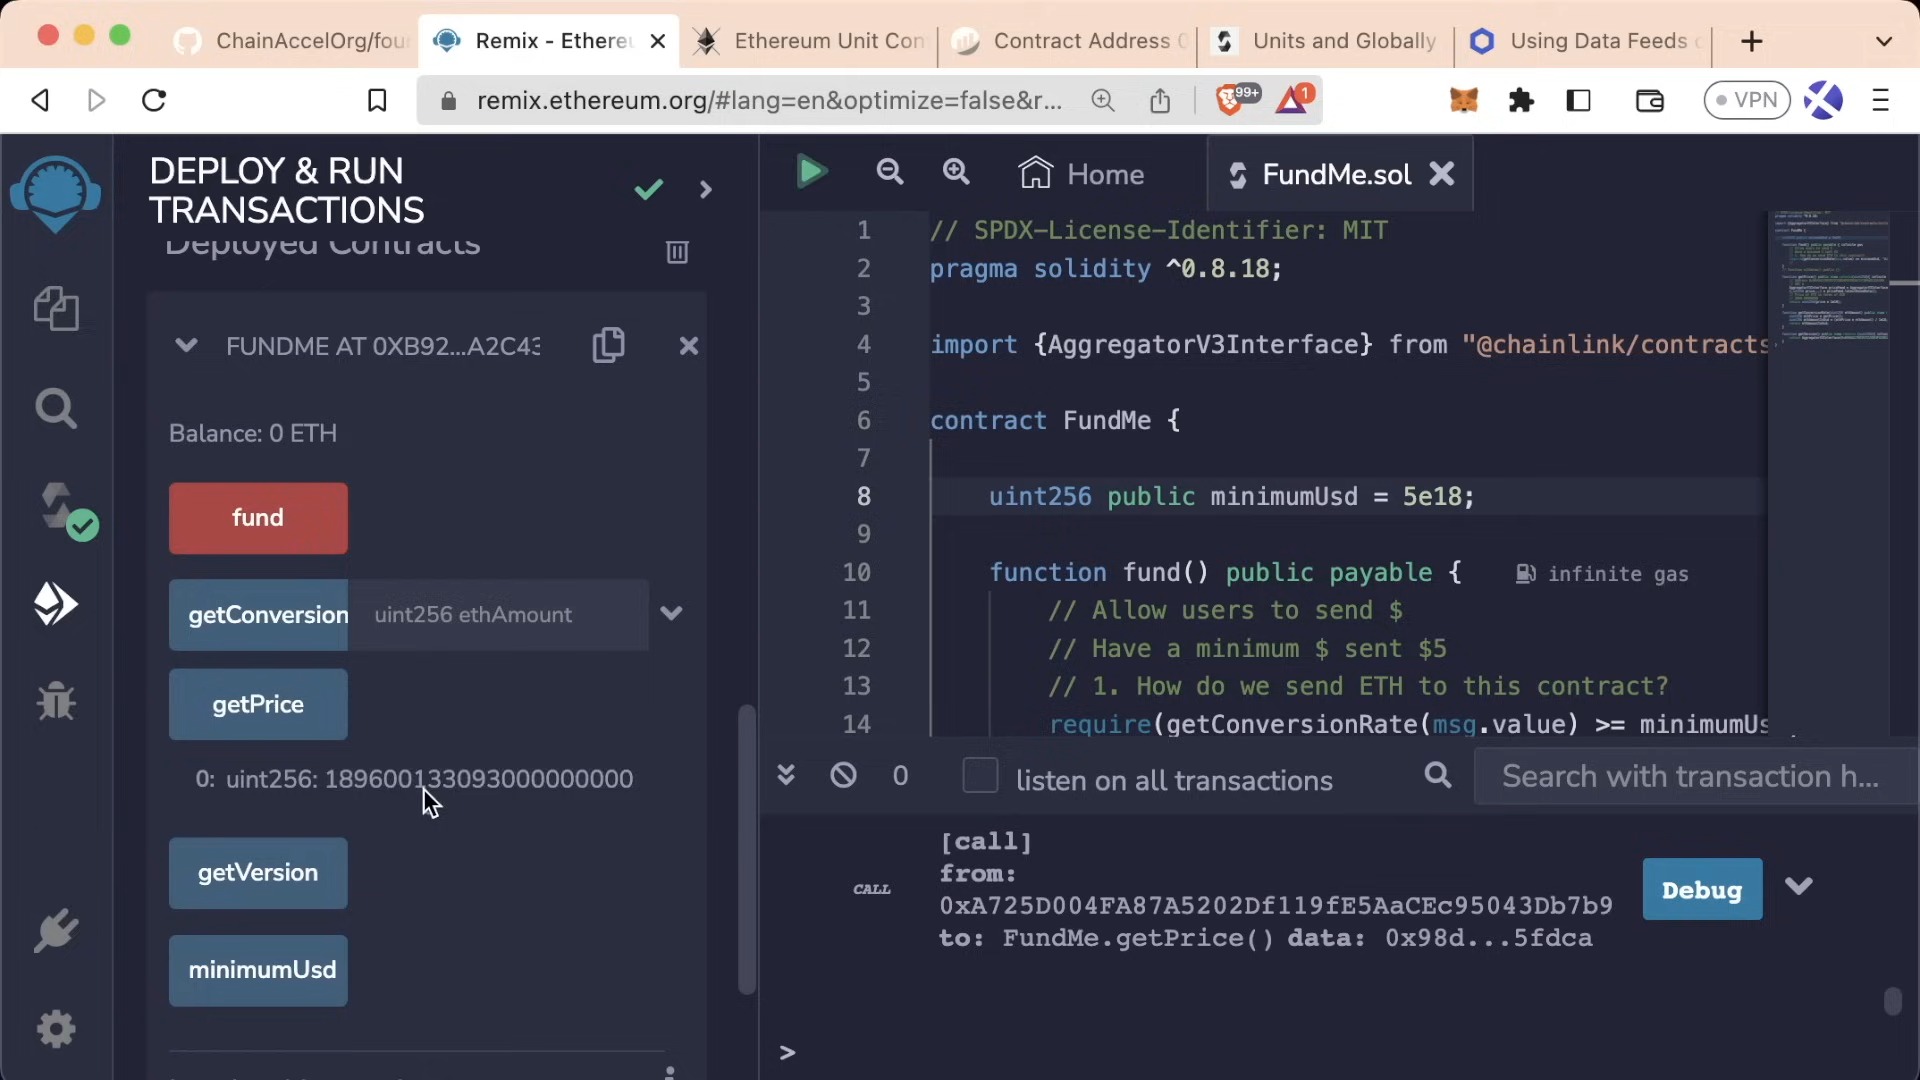 ChainAccelOrg/fou
Remix - Ethere
Ethereum Unit Con
Contract Address 0
Units and Globally
Using Data Feeds
remix.ethereum.org/#lang=en&optimize=false&r...
99+
1
VPN
DEPLOY & RUN
TRANSACTIONS
Deployed Contracts
FUNDME AT 0XB92...A2C43
Balance: 0 ETH
fund
getConversion
uint256 ethAmount
getPrice
0: uint256: 1896001330930000000000
getVersion
minimumUsd
Home
FundMe.sol
1 // SPDX-License-Identifier: MIT
2 pragma solidity ^0.8.18;
3
4 import {AggregatorV3Interface} from "@chainlink/contracts
5
6 contract FundMe {
7
8 uint256 public minimumUsd = 5e18;
9
10 function fund() public payable { infinite gas
11 // Allow users to send $
12 // Have a minimum $ sent $5
13 // 1. How do we send ETH to this contract?
14 require(getConversionRate(msg.value) >= minimumUs
0
listen on all transactions
Search with transaction h...
CALL
[call]
from:
0xA725D004FA87A5202Df119fE5AaCEc95043Db7b9
to: FundMe.getPrice() data: 0x98d...5fdca
Debug
>